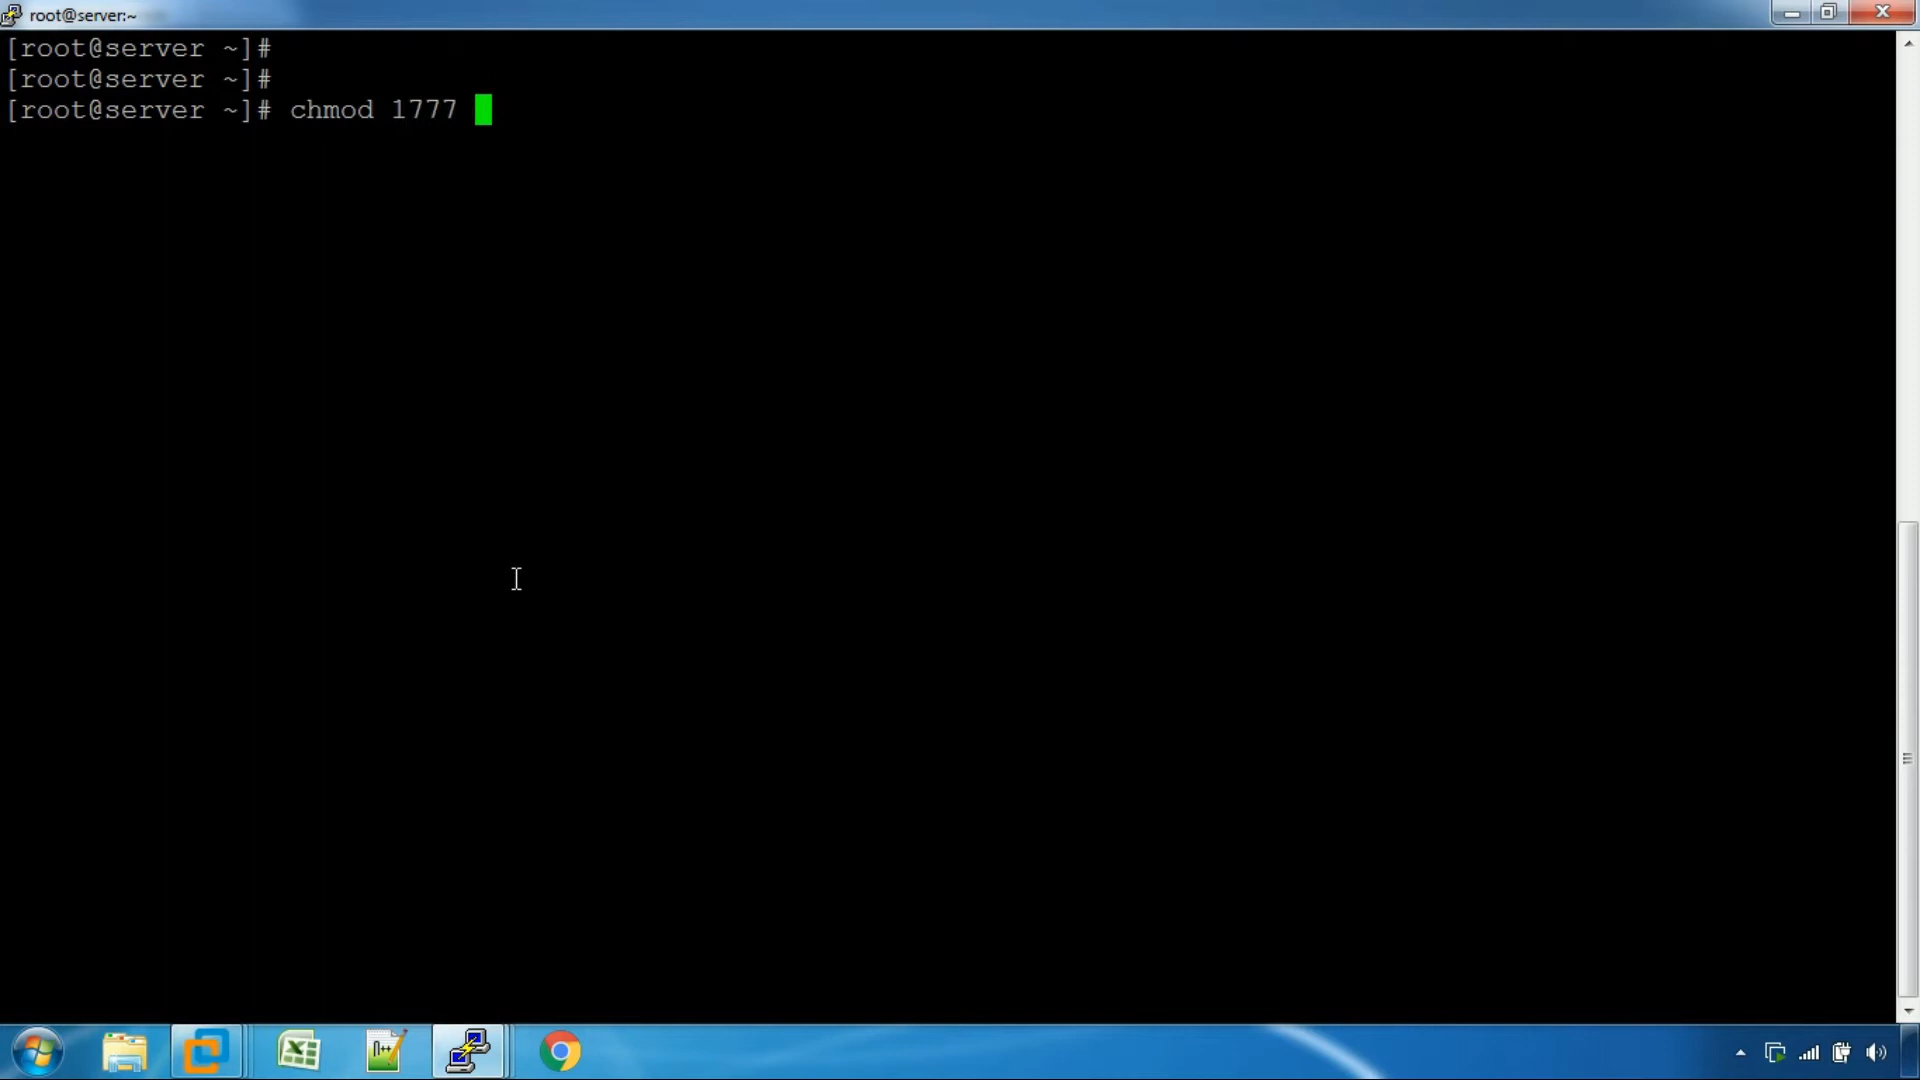 root@server:~
[root@server ~]#
[root@server ~]#
[root@server ~]# chmod 1777